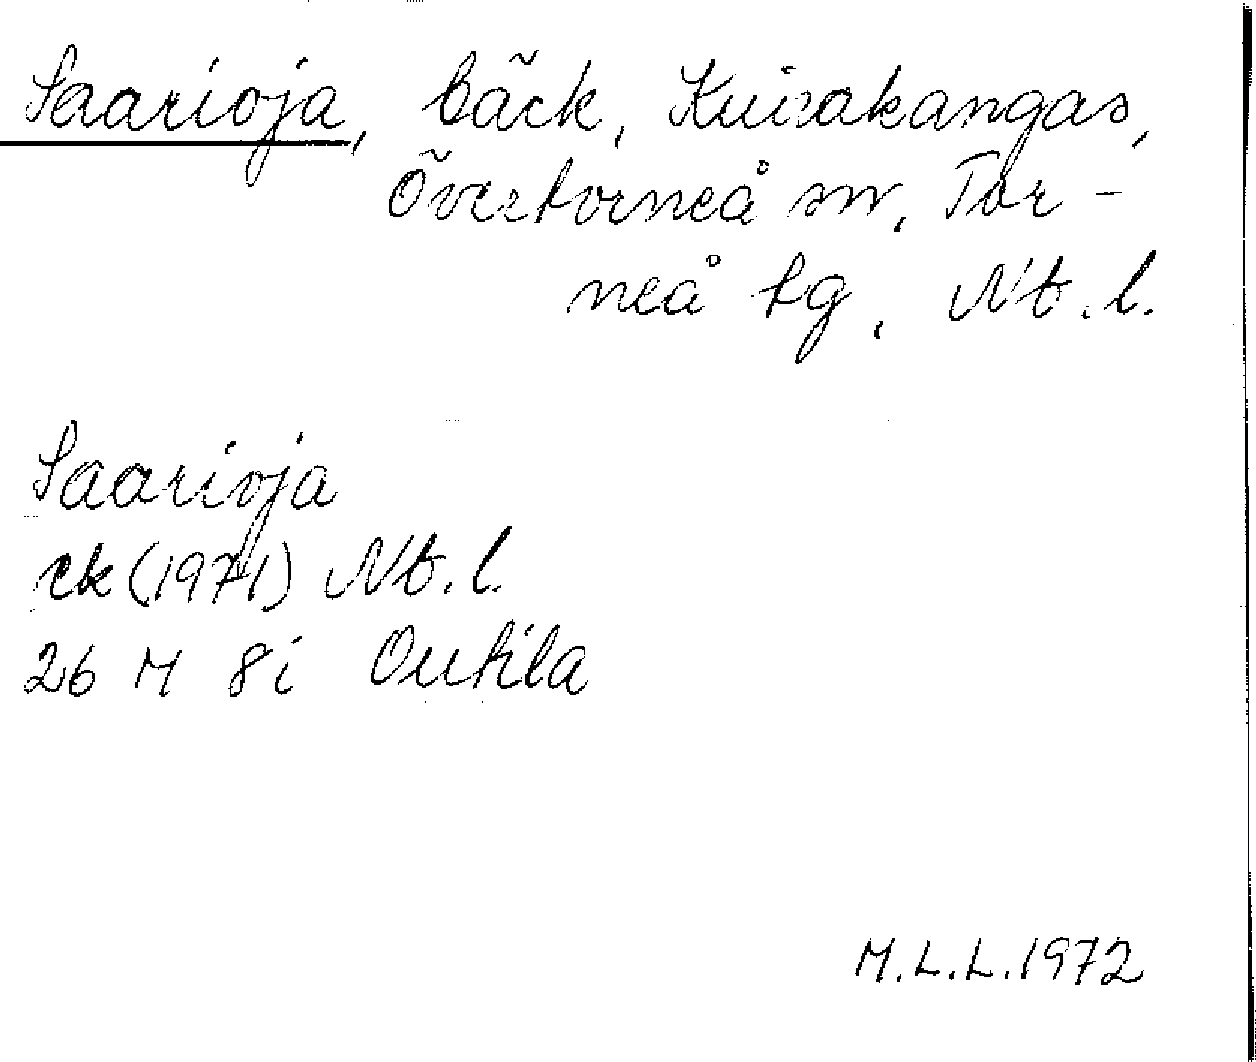 Saarioja, bäck, Kuivakangas,
Övertorneå sn, Tor-
neå tg, Nb. l.
Saarioja
ek (1971) Nb. l.
26 M 8i Outila
M.L.L. 1972